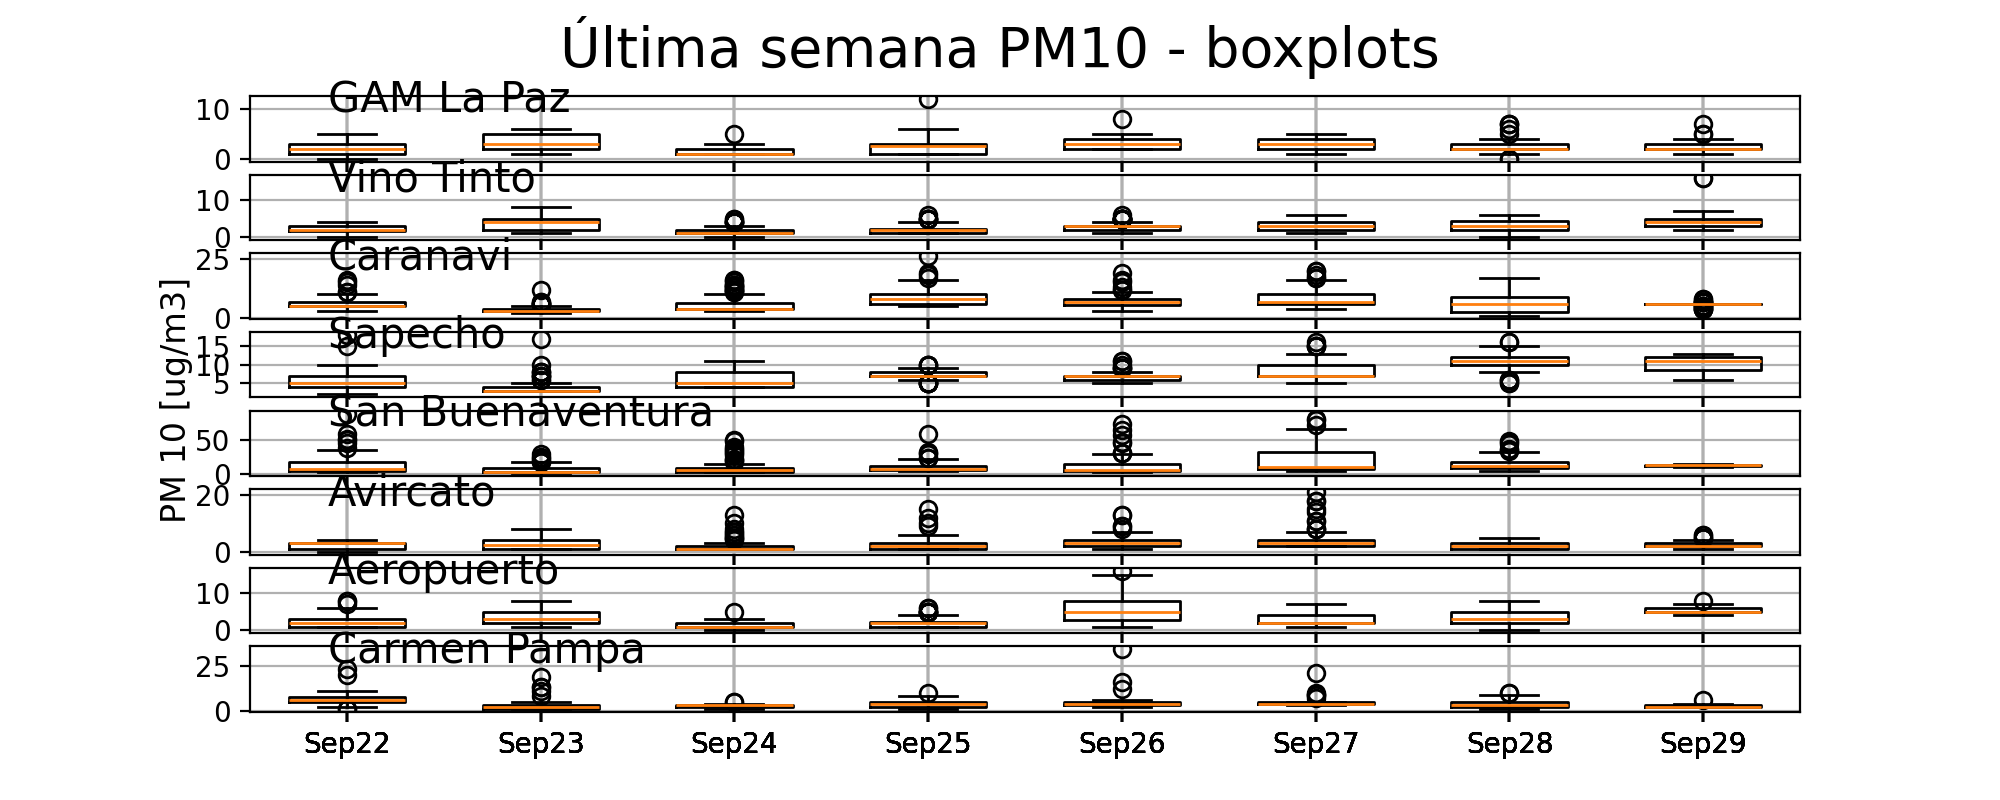 Última semana PM10 - boxplots
GAM La Paz
10
0
Vino Tinto
10
0
Caranavi
25
0
Sapecho
15
10
5
San Buenaventura
50
0
Avircato
20
0
Aeropuerto
10
0
Carmen Pampa
25
0
PM 10 [ug/m3]
Sep22 Sep23 Sep24 Sep25 Sep26 Sep27 Sep28 Sep29